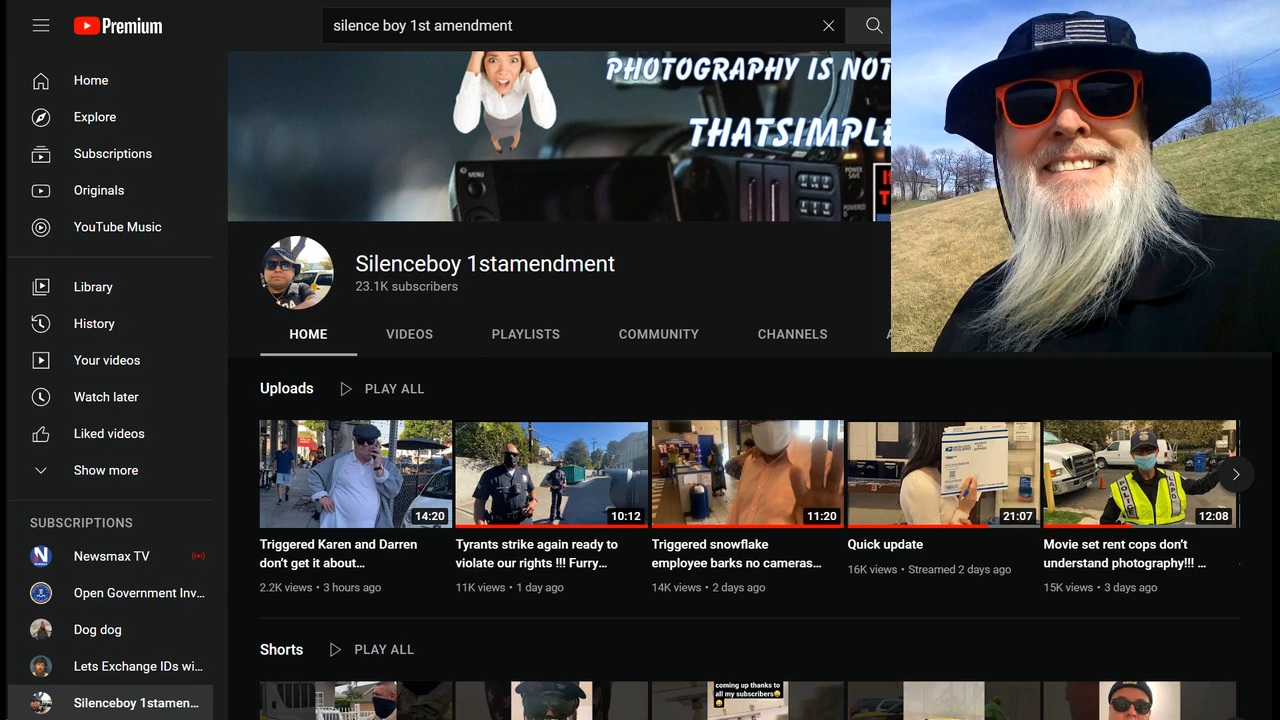 Premium
silence boy 1st amendment
Home
Explore
Subscriptions
Originals
YouTube Music
Library
History
Your videos
Watch later
Liked videos
Show more
SUBSCRIPTIONS
Newsmax TV
Open Government Inv...
Dog dog
Lets Exchange IDs wi...
Silenceboy 1stamen...
PHOTOGRAPHY IS NOT
THATSIMPLE
MENU
POWER
SAVE
POWERED
Silenceboy 1stamendment
23.1K subscribers
HOME VIDEOS PLAYLISTS COMMUNITY CHANNELS
Uploads PLAY ALL
14:20
10:12
11:20
21:07
POLICE
12:08
Triggered Karen and Darren
don't get it about...
2.2K views • 3 hours ago
Tyrants strike again ready to
violate our rights !!! Furry...
11K views • 1 day ago
Triggered snowflake
employee barks no cameras...
14K views • 2 days ago
Quick update
16K views • Streamed 2 days ago
Movie set rent cops don't
understand photography!!! ...
15K views • 3 days ago
Shorts PLAY ALL
coming up thanks to
all my subscribers